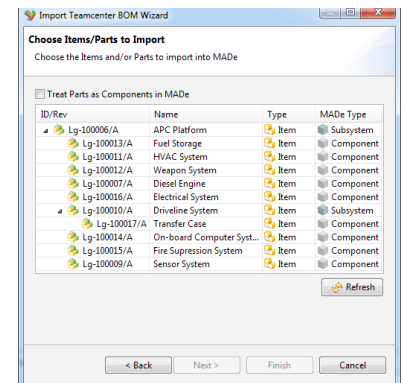 Import Teamcenter BOM Wizard
Choose Items/Parts to Import
Choose the Items and/or Parts to import into MADe
Treat Parts as Components in MADe
ID/Rev Name Type MADe Type
Lg-100006/A APC Platform Item Subsystem
Lg-100013/A Fuel Storage Item Component
Lg-100011/A HVAC System Item Component
Lg-100012/A Weapon System Item Component
Lg-100007/A Diesel Engine Item Component
Lg-100016/A Electrical System Item Component
Lg-100010/A Driveline System Item Subsystem
Lg-100017/A Transfer Case Item Component
Lg-100014/A On-board Computer Syst... Item Component
Lg-100015/A Fire Supression System Item Component
Lg-100009/A Sensor System Item Component
Refresh
< Back Next > Finish Cancel